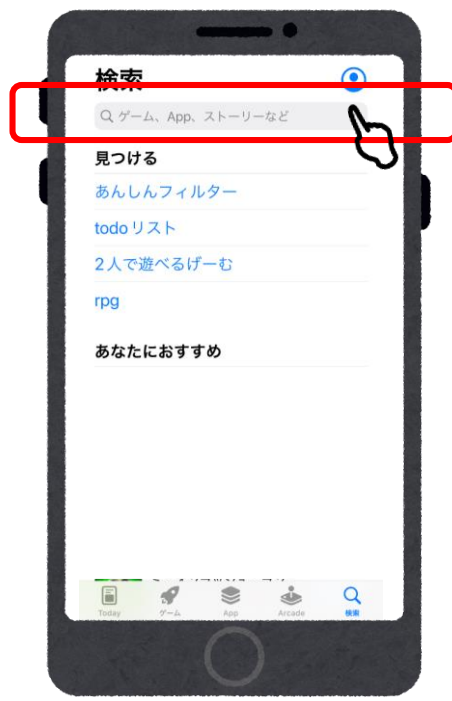 検索
ゲーム、App、ストーリーなど
見つける
あんしんフィルター
todoリスト
2人で遊べるげーむ
rpg
あなたにおすすめ
Today ゲーム App Arcade 検索